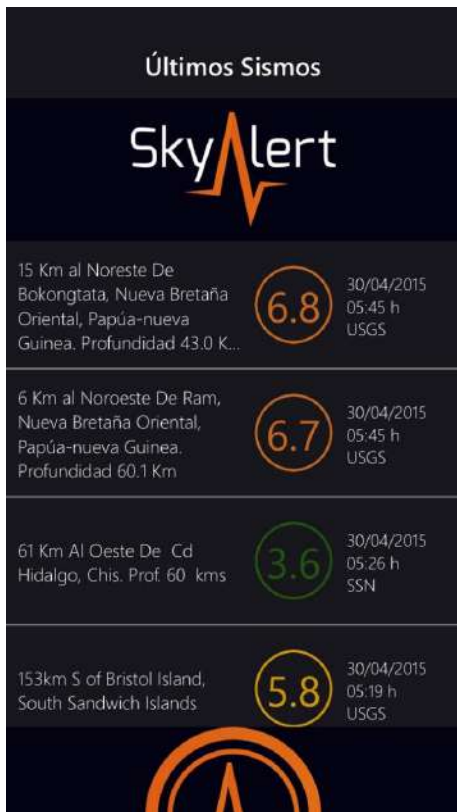 Últimos Sismos
SkyAlert
15 Km al Noreste De
Bokongtata, Nueva Bretaña
Oriental, Papúa-nueva
Guinea. Profundidad 43.0 K...
6.8
30/04/2015
05:45 h
USGS
6 Km al Noroeste De Ram,
Nueva Bretaña Oriental,
Papúa-nueva Guinea.
Profundidad 60.1 Km
6.7
30/04/2015
05:45 h
USGS
61 Km Al Oeste De  Cd
Hidalgo, Chis. Prof. 60  kms
3.6
30/04/2015
05:26 h
SSN
153km S of Bristol Island,
South Sandwich Islands
5.8
30/04/2015
05:19 h
USGS